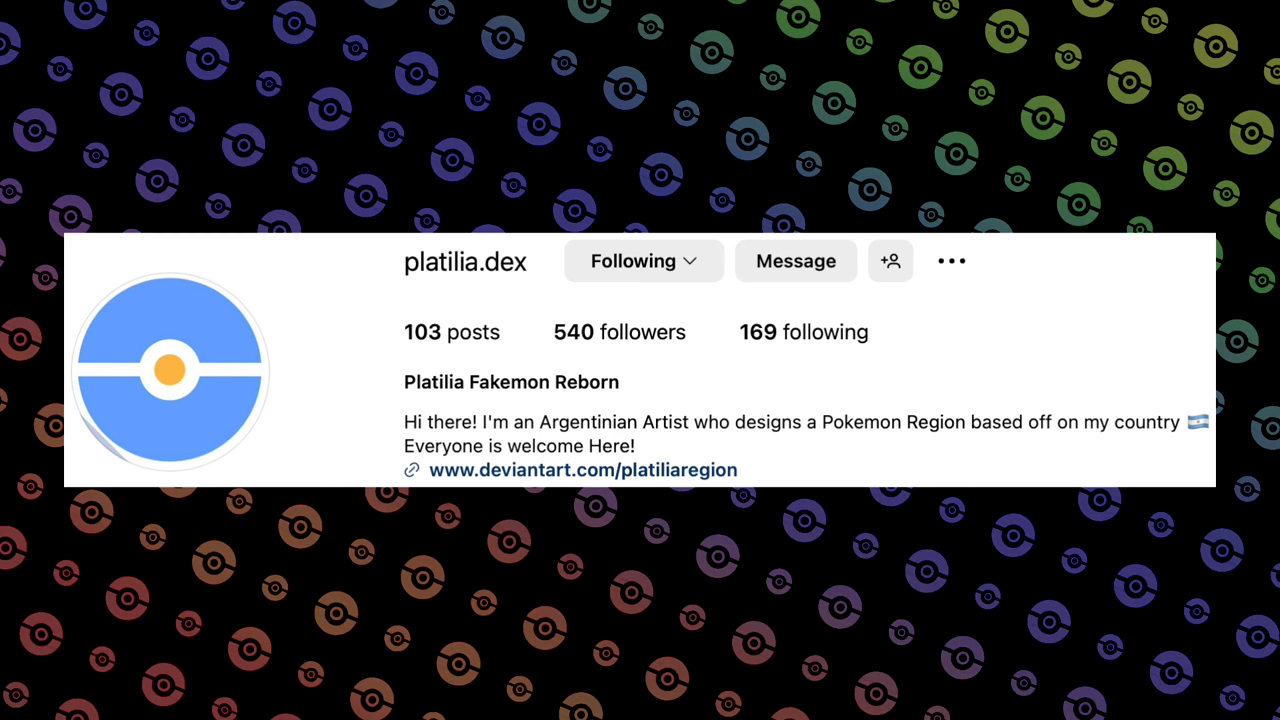 platilia.dex Following Message
103 posts 540 followers 169 following
Platilia Fakemon Reborn
Hi there! I'm an Argentinian Artist who designs a Pokemon Region based off on my country 🇦🇷
Everyone is welcome Here!
www.deviantart.com/platiliaregion